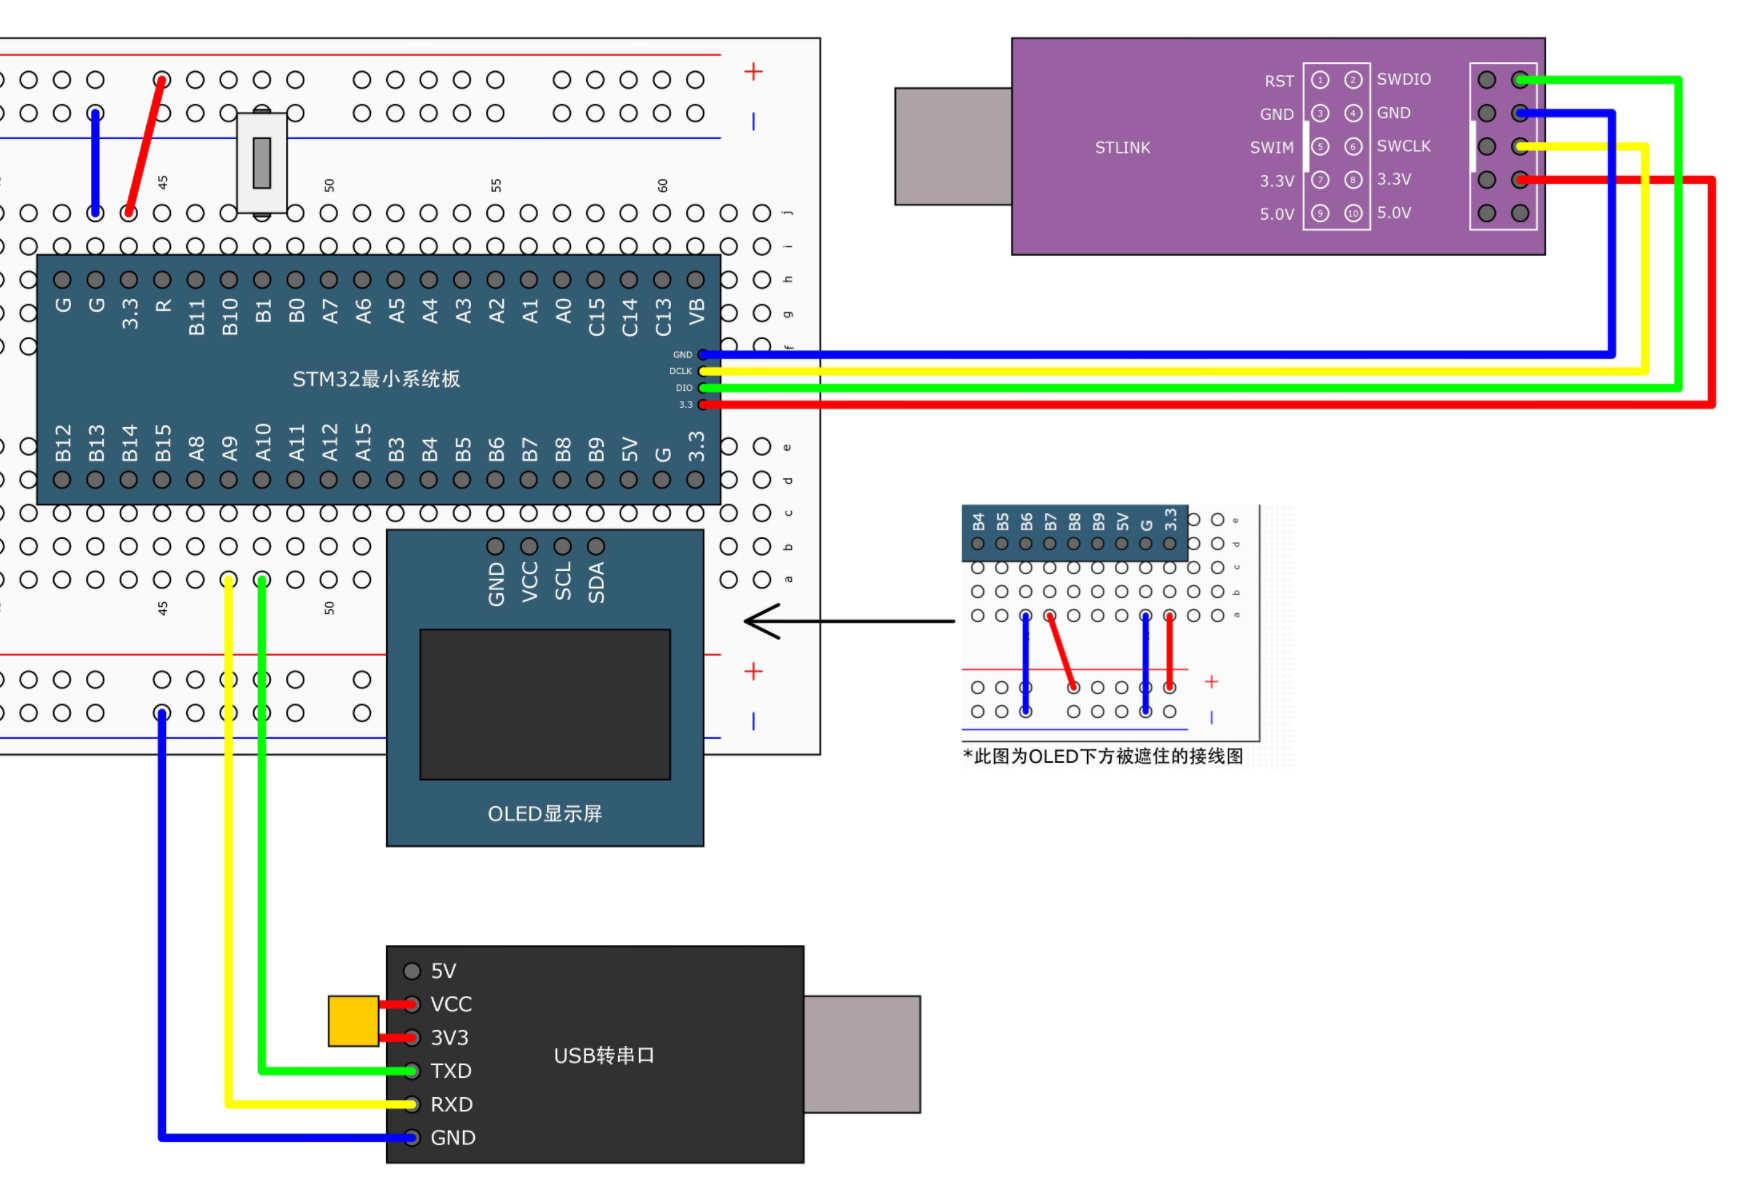 +
−
45
50
55
60
j
i
h
g
f
G
G
3.3
R
B11
B10
B1
B0
A7
A6
A5
A4
A3
A2
A1
A0
C15
C14
C13
VB
STM32最小系统板
GND
DCLK
DIO
3.3
B12
B13
B14
B15
A8
A9
A10
A11
A12
A15
B3
B4
B5
B6
B7
B8
B9
5V
G
3.3
e
d
c
b
a
45
50
+
−
GND
VCC
SCL
SDA
OLED显示屏
STLINK
RST 1 2 SWDIO
GND 3 4 GND
SWIM 5 6 SWCLK
3.3V 7 8 3.3V
5.0V 9 10 5.0V
B4
B5
B6
B7
B8
B9
5V
G
3.3
e
d
c
b
a
+
−
*此图为OLED下方被遮住的接线图
5V
VCC
3V3
TXD
RXD
GND
USB转串口